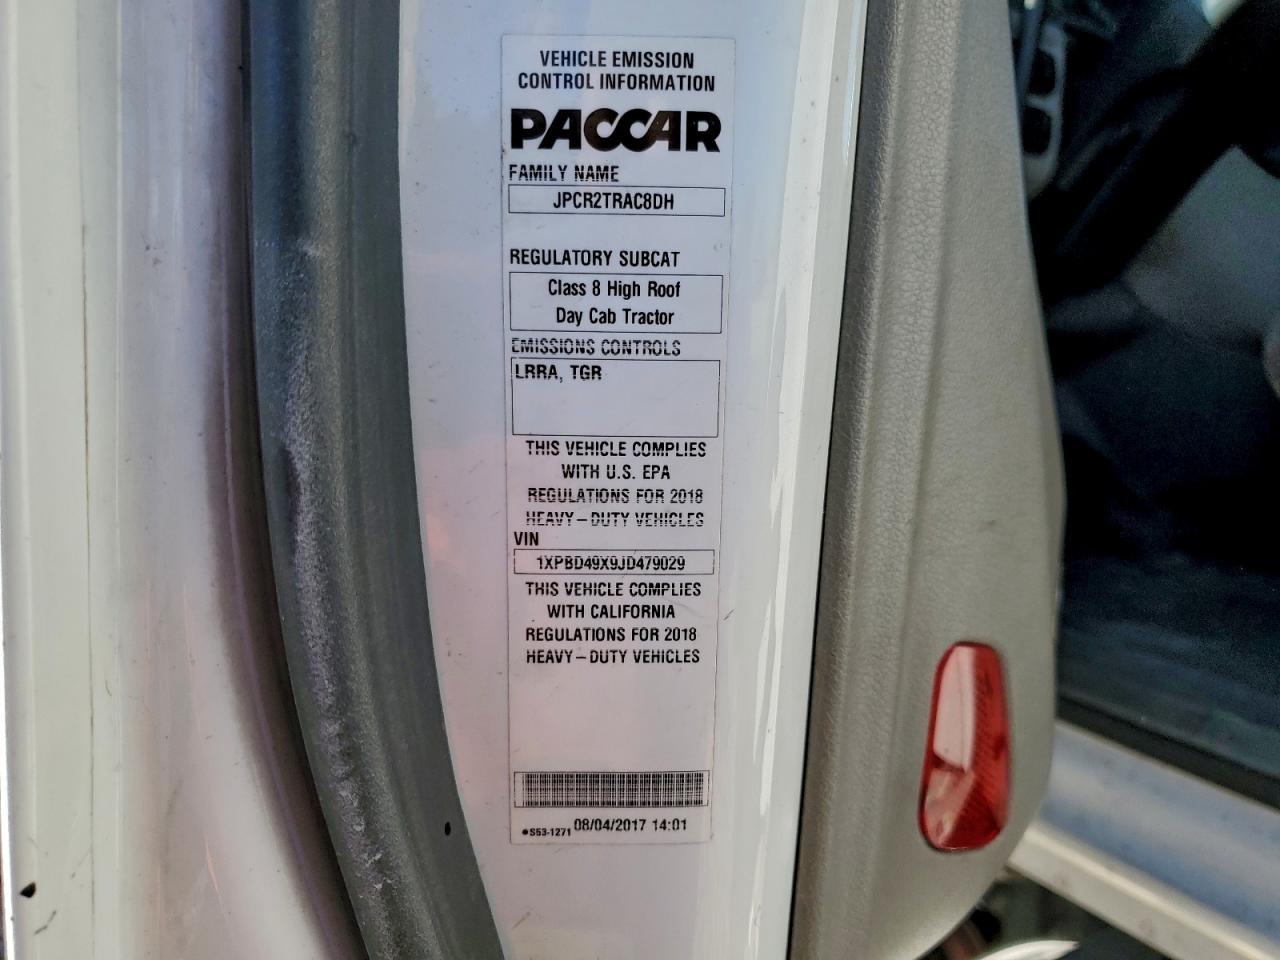 VEHICLE EMISSION
CONTROL INFORMATION
PACCAR
FAMILY NAME
JPCR2TRAC8DH
REGULATORY SUBCAT
Class 8 High Roof
Day Cab Tractor
EMISSIONS CONTROLS
LRRA, TGR
THIS VEHICLE COMPLIES
WITH U.S. EPA
REGULATIONS FOR 2018
HEAVY-DUTY VEHICLES
VIN
1XPBD49X9JD479029
THIS VEHICLE COMPLIES
WITH CALIFORNIA
REGULATIONS FOR 2018
HEAVY-DUTY VEHICLES
•S53-1271 08/04/2017 14:01